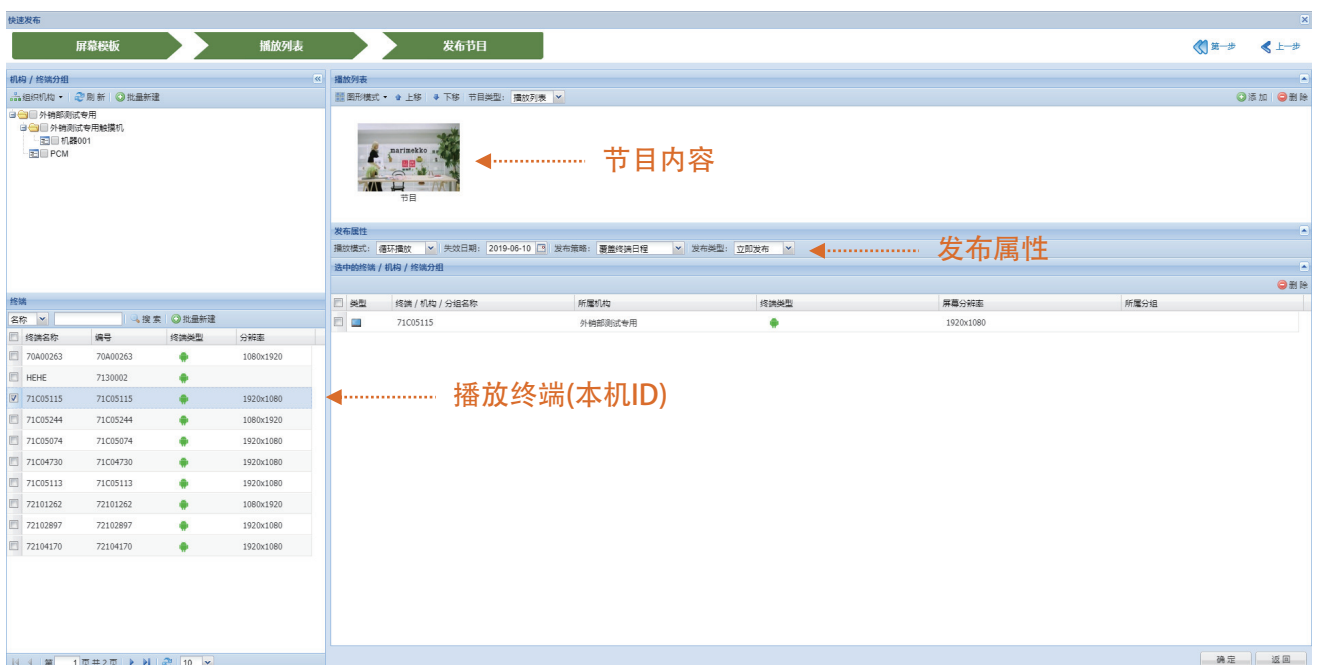 快速发布
屏幕模板 播放列表 发布节目 第一步 上一步
机构 / 终端分组
组织机构 刷新 批量新建
外销部测试专用
外销测试专用触摸机
机器001
PCM
播放列表
图形模式 上移 下移 节目类型: 播放列表 添加 删除
marimekko
节目
节目内容
发布属性
播放模式: 循环播放 失效日期: 2019-06-10 发布策略: 覆盖终端日程 发布类型: 立即发布
发布属性
选中的终端 / 机构 / 终端分组
删除
类型 终端 / 机构 / 分组名称 所属机构 终端类型 屏幕分辨率 所属分组
71C05115 外销部测试专用 1920x1080
终端
名称 搜索 批量新建
终端名称 编号 终端类型 分辨率
70A00263 70A00263 1080x1920
HEHE 7130002
71C05115 71C05115 1920x1080
播放终端(本机ID)
71C05244 71C05244 1080x1920
71C05074 71C05074 1920x1080
71C04730 71C04730 1920x1080
71C05113 71C05113 1920x1080
72101262 72101262 1080x1920
72102897 72102897 1920x1080
72104170 72104170 1920x1080
第 1 页共2页 10
确定 返回